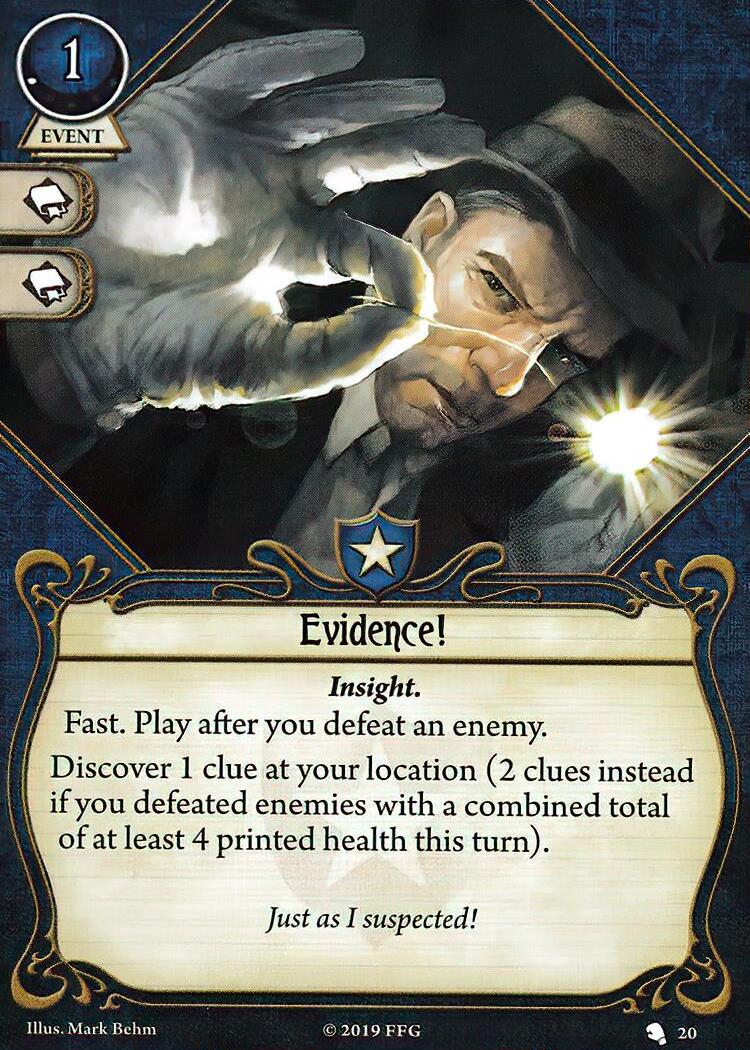 1
EVENT
Evidence!
Insight.
Fast. Play after you defeat an enemy.
Discover 1 clue at your location (2 clues instead
if you defeated enemies with a combined total
of at least 4 printed health this turn).
Just as I suspected!
Illus. Mark Behm
© 2019 FFG
20